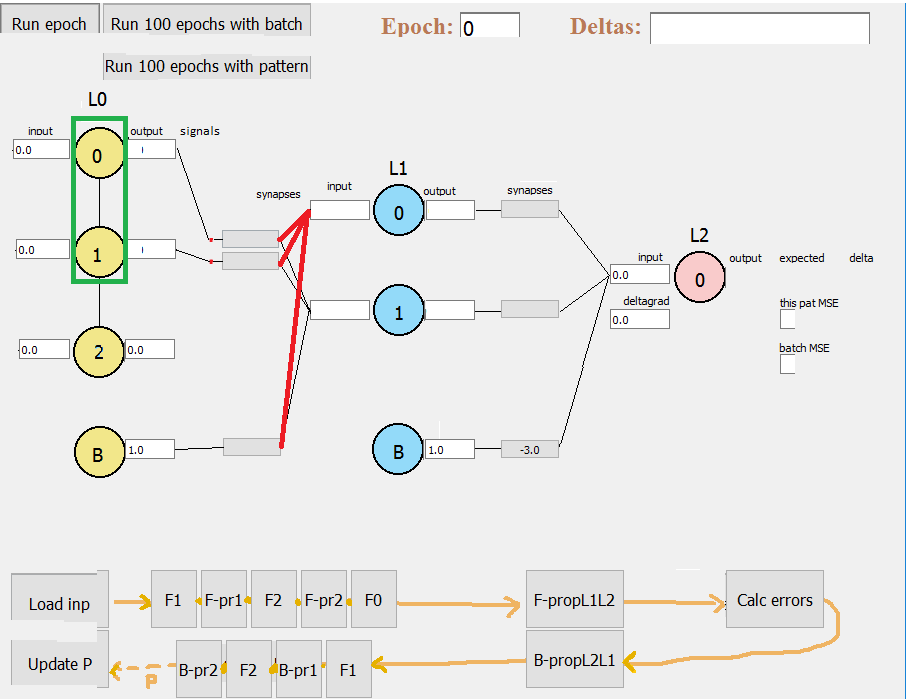 Run epoch Run 100 epochs with batch Epoch: 0 Deltas:
Run 100 epochs with pattern
L0
input output signals
0.0 0
synapses input L1 output synapses
0
0.0 1
L2
input output expected delta
0.0 0
deltagrad this pat MSE
0.0
1
batch MSE
0.0 2 0.0
B 1.0
B 1.0 -3.0
Load inp F1 F-pr1 F2 F-pr2 F0 F-propL1L2 Calc errors
Update P P B-pr2 F2 B-pr1 F1 B-propL2L1